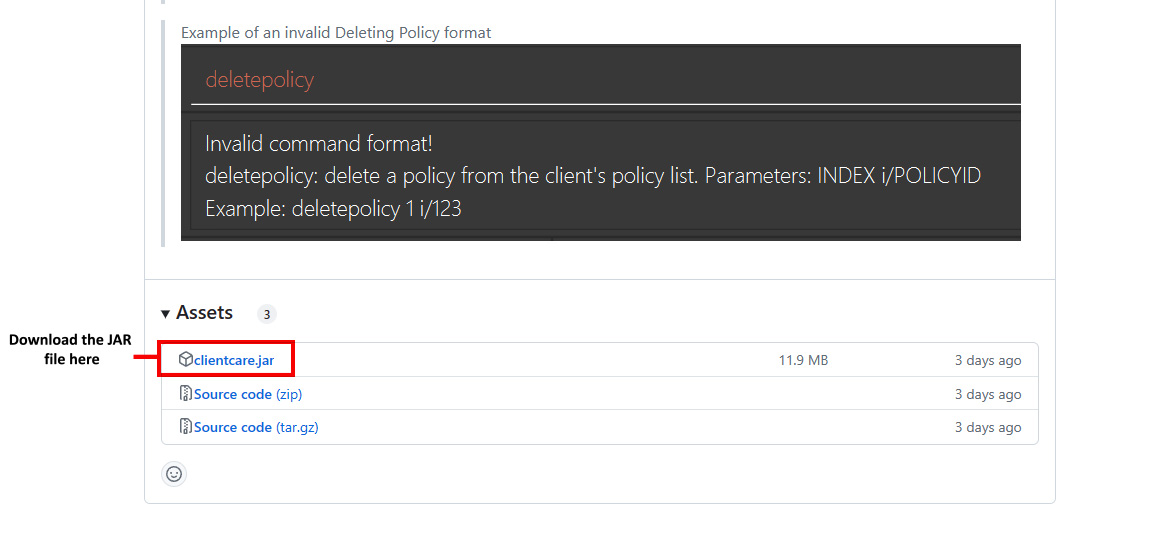 Example of an invalid Deleting Policy format
deletepolicy
Invalid command format!
deletepolicy: delete a policy from the client's policy list. Parameters: INDEX i/POLICYID
Example: deletepolicy 1 i/123
Assets 3
Download the JAR
file here
clientcare.jar 11.9 MB 3 days ago
Source code (zip) 3 days ago
Source code (tar.gz) 3 days ago